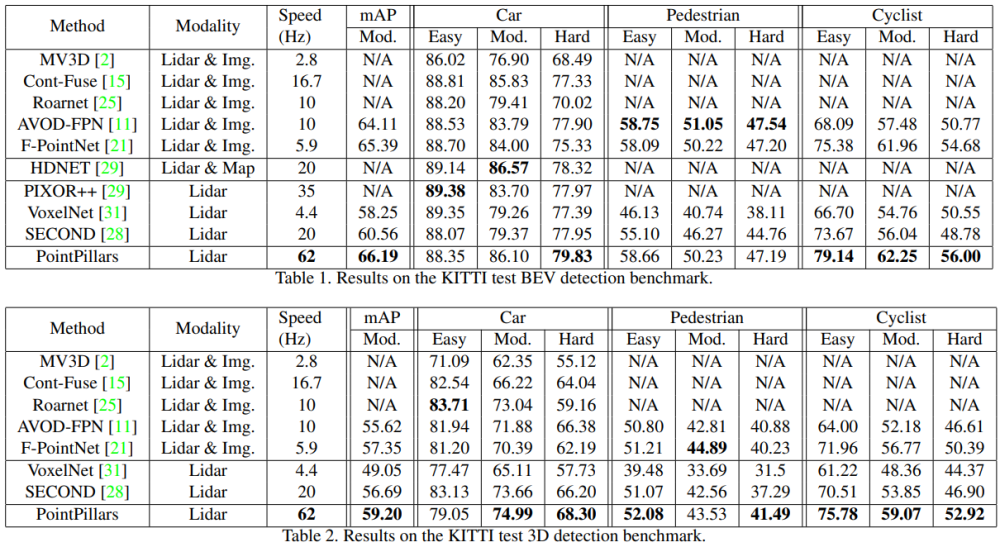 Method Modality Speed (Hz) mAP Car Pedestrian Cyclist
Mod. Easy Mod. Hard Easy Mod. Hard Easy Mod. Hard
MV3D [2] Lidar & Img. 2.8 N/A 86.02 76.90 68.49 N/A N/A N/A N/A N/A N/A
Cont-Fuse [15] Lidar & Img. 16.7 N/A 88.81 85.83 77.33 N/A N/A N/A N/A N/A N/A
Roarnet [25] Lidar & Img. 10 N/A 88.20 79.41 70.02 N/A N/A N/A N/A N/A N/A
AVOD-FPN [11] Lidar & Img. 10 64.11 88.53 83.79 77.90 58.75 51.05 47.54 68.09 57.48 50.77
F-PointNet [21] Lidar & Img. 5.9 65.39 88.70 84.00 75.33 58.09 50.22 47.20 75.38 61.96 54.68
HDNET [29] Lidar & Map 20 N/A 89.14 86.57 78.32 N/A N/A N/A N/A N/A N/A
PIXOR++ [29] Lidar 35 N/A 89.38 83.70 77.97 N/A N/A N/A N/A N/A N/A
VoxelNet [31] Lidar 4.4 58.25 89.35 79.26 77.39 46.13 40.74 38.11 66.70 54.76 50.55
SECOND [28] Lidar 20 60.56 88.07 79.37 77.95 55.10 46.27 44.76 73.67 56.04 48.78
PointPillars Lidar 62 66.19 88.35 86.10 79.83 58.66 50.23 47.19 79.14 62.25 56.00
Table 1. Results on the KITTI test BEV detection benchmark.
Method Modality Speed (Hz) mAP Car Pedestrian Cyclist
Mod. Easy Mod. Hard Easy Mod. Hard Easy Mod. Hard
MV3D [2] Lidar & Img. 2.8 N/A 71.09 62.35 55.12 N/A N/A N/A N/A N/A N/A
Cont-Fuse [15] Lidar & Img. 16.7 N/A 82.54 66.22 64.04 N/A N/A N/A N/A N/A N/A
Roarnet [25] Lidar & Img. 10 N/A 83.71 73.04 59.16 N/A N/A N/A N/A N/A N/A
AVOD-FPN [11] Lidar & Img. 10 55.62 81.94 71.88 66.38 50.80 42.81 40.88 64.00 52.18 46.61
F-PointNet [21] Lidar & Img. 5.9 57.35 81.20 70.39 62.19 51.21 44.89 40.23 71.96 56.77 50.39
VoxelNet [31] Lidar 4.4 49.05 77.47 65.11 57.73 39.48 33.69 31.5 61.22 48.36 44.37
SECOND [28] Lidar 20 56.69 83.13 73.66 66.20 51.07 42.56 37.29 70.51 53.85 46.90
PointPillars Lidar 62 59.20 79.05 74.99 68.30 52.08 43.53 41.49 75.78 59.07 52.92
Table 2. Results on the KITTI test 3D detection benchmark.